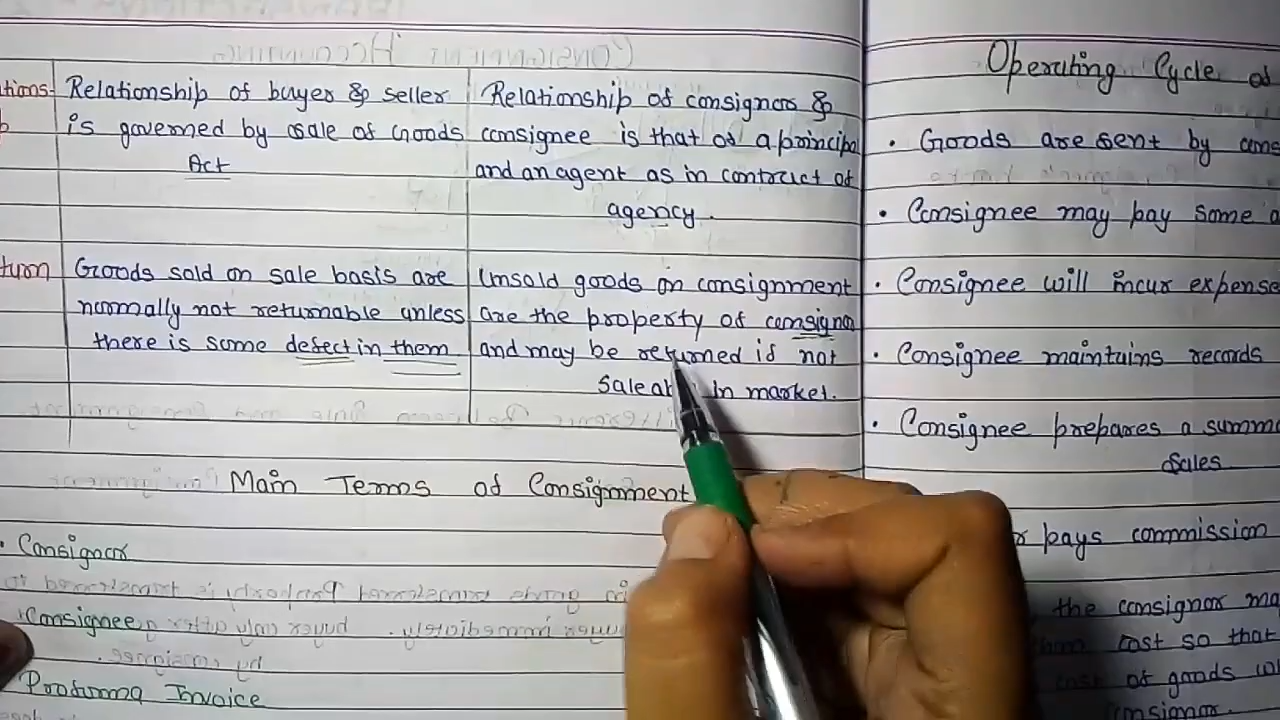 Relationship of buyer & seller
is governed by sale of Goods
Act
Relationship of consignor &
consignee is that of a principal
and an agent as in contract of
agency.
Goods sold on sale basis are
normally not returnable unless
there is some defect in them
Unsold goods on consignment
are the property of consignor
and may be returned if not
in market.
Main Terms of Consignment
• Consignor
• Consignee
Proforma Invoice
Operating Cycle of
• Goods are sent by
• Consignee may pay some
• Consignee will incur expense
• Consignee maintains records
• Consignee prepares a
Sales
pays commission
the consignor
cost so that
cost of goods
consignor.